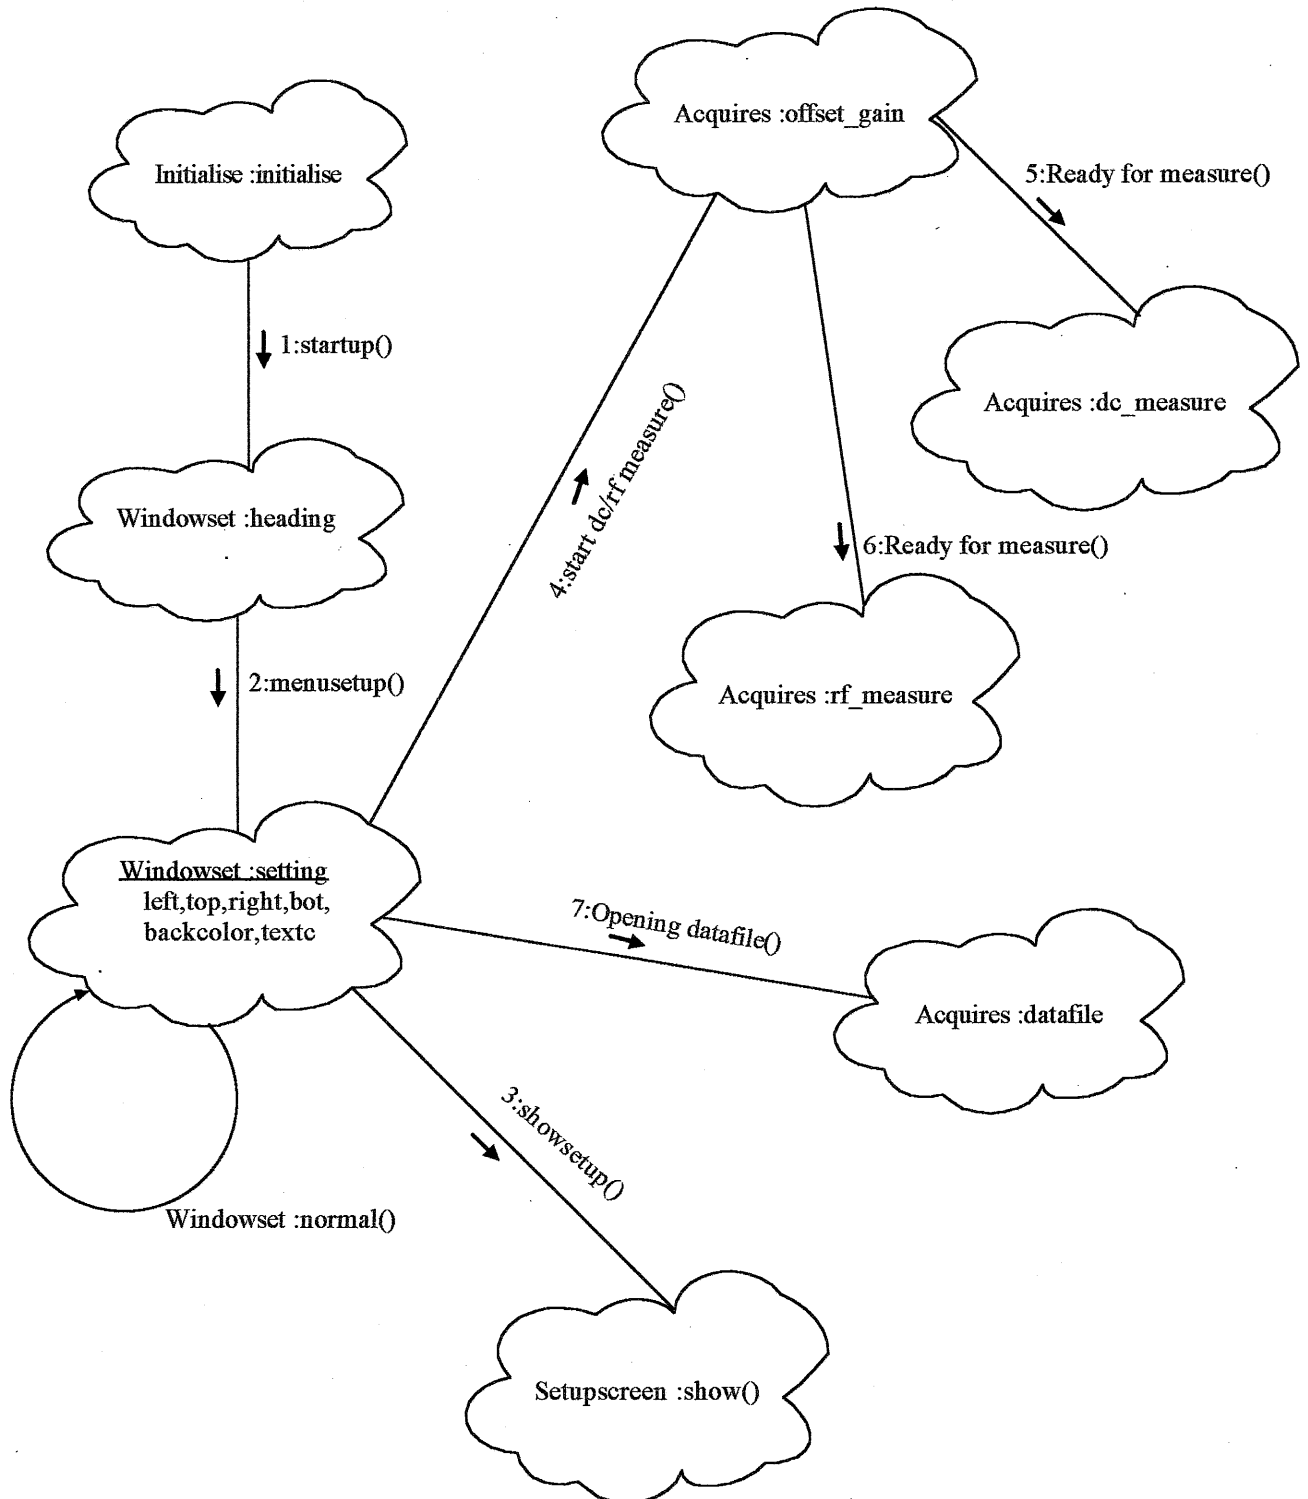 Acquires :offset_gain
Initialise :initialise
5:Ready for measure()
1:startup()
Acquires :dc_measure
4:start dc/rf measure()
Windowset :heading
6:Ready for measure()
2:menusetup()
Acquires :rf_measure
Windowset :setting
left,top,right,bot,
backcolor,textc
7:Opening datafile()
Acquires :datafile
3:showsetup()
Windowset :normal()
Setupscreen :show()